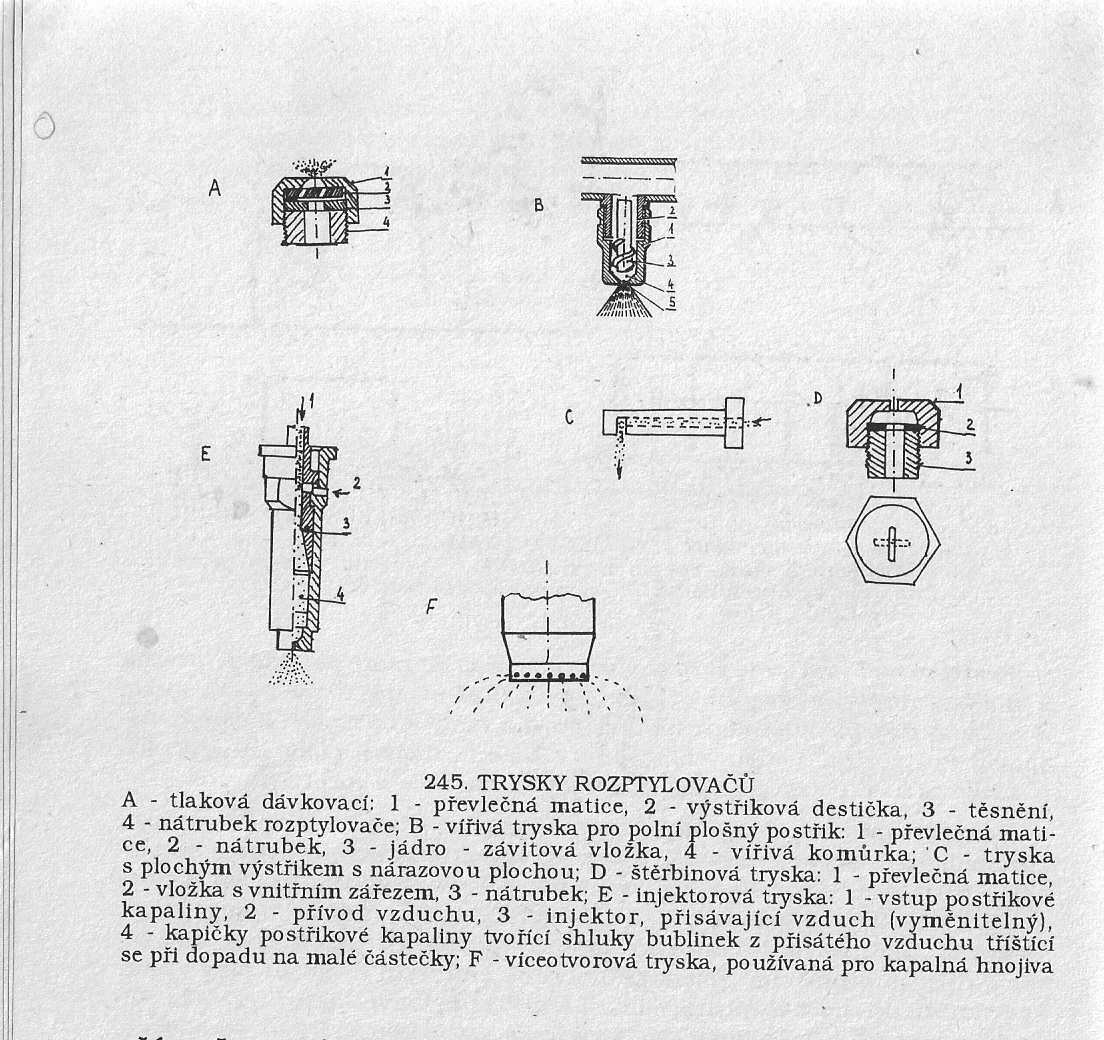 A
1
2
3
4
B
2
1
3
4
5
C
D
1
2
3
E
1
2
3
4
F
245. TRYSKY ROZPTYLOVAČŮ
A - tlaková dávkovací: 1 - převlečná matice, 2 - výstřiková destička, 3 - těsnění,
4 - nátrubek rozptylovače; B - vířivá tryska pro polní plošný postřik: 1 - převlečná mati-
ce, 2 - nátrubek, 3 - jádro - závitová vložka, 4 - vířivá komůrka; C - tryska
s plochým výstřikem s nárazovou plochou; D - štěrbinová tryska: 1 - převlečná matice,
2 - vložka s vnitřním zářezem, 3 - nátrubek; E - injektorová tryska: 1 - vstup postřikové
kapaliny, 2 - přívod vzduchu, 3 - injektor, přisávající vzduch (vyměnitelný),
4 - kapičky postřikové kapaliny tvořící shluky bublinek z přisátého vzduchu tříštící
se při dopadu na malé částečky; F - víceotvorová tryska, používaná pro kapalná hnojiva